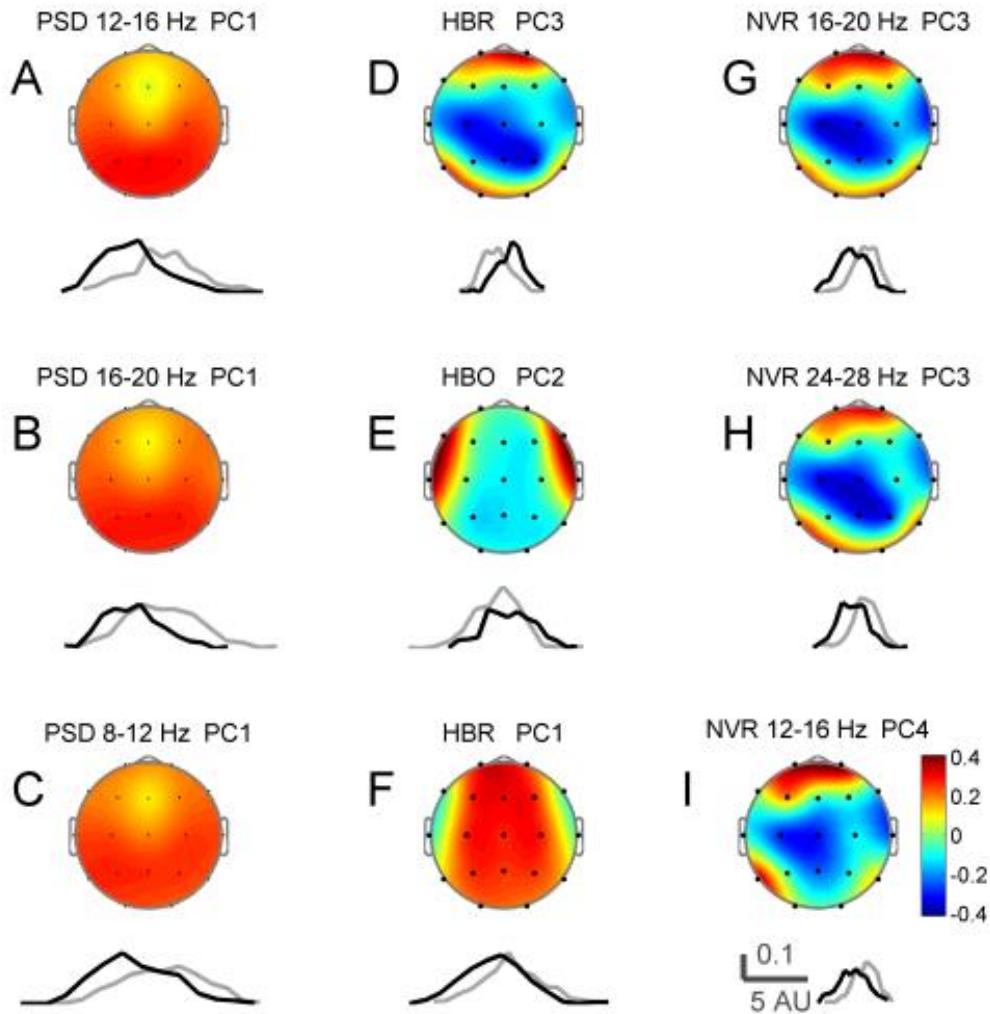 PSD 12-16 Hz PC1
HBR PC3
NVR 16-20 Hz PC3
A
D
G
PSD 16-20 Hz PC1
HBO PC2
NVR 24-28 Hz PC3
B
E
H
PSD 8-12 Hz PC1
HBR PC1
NVR 12-16 Hz PC4
C
F
I
0.4
0.2
0
-0.2
-0.4
0.1
5 AU